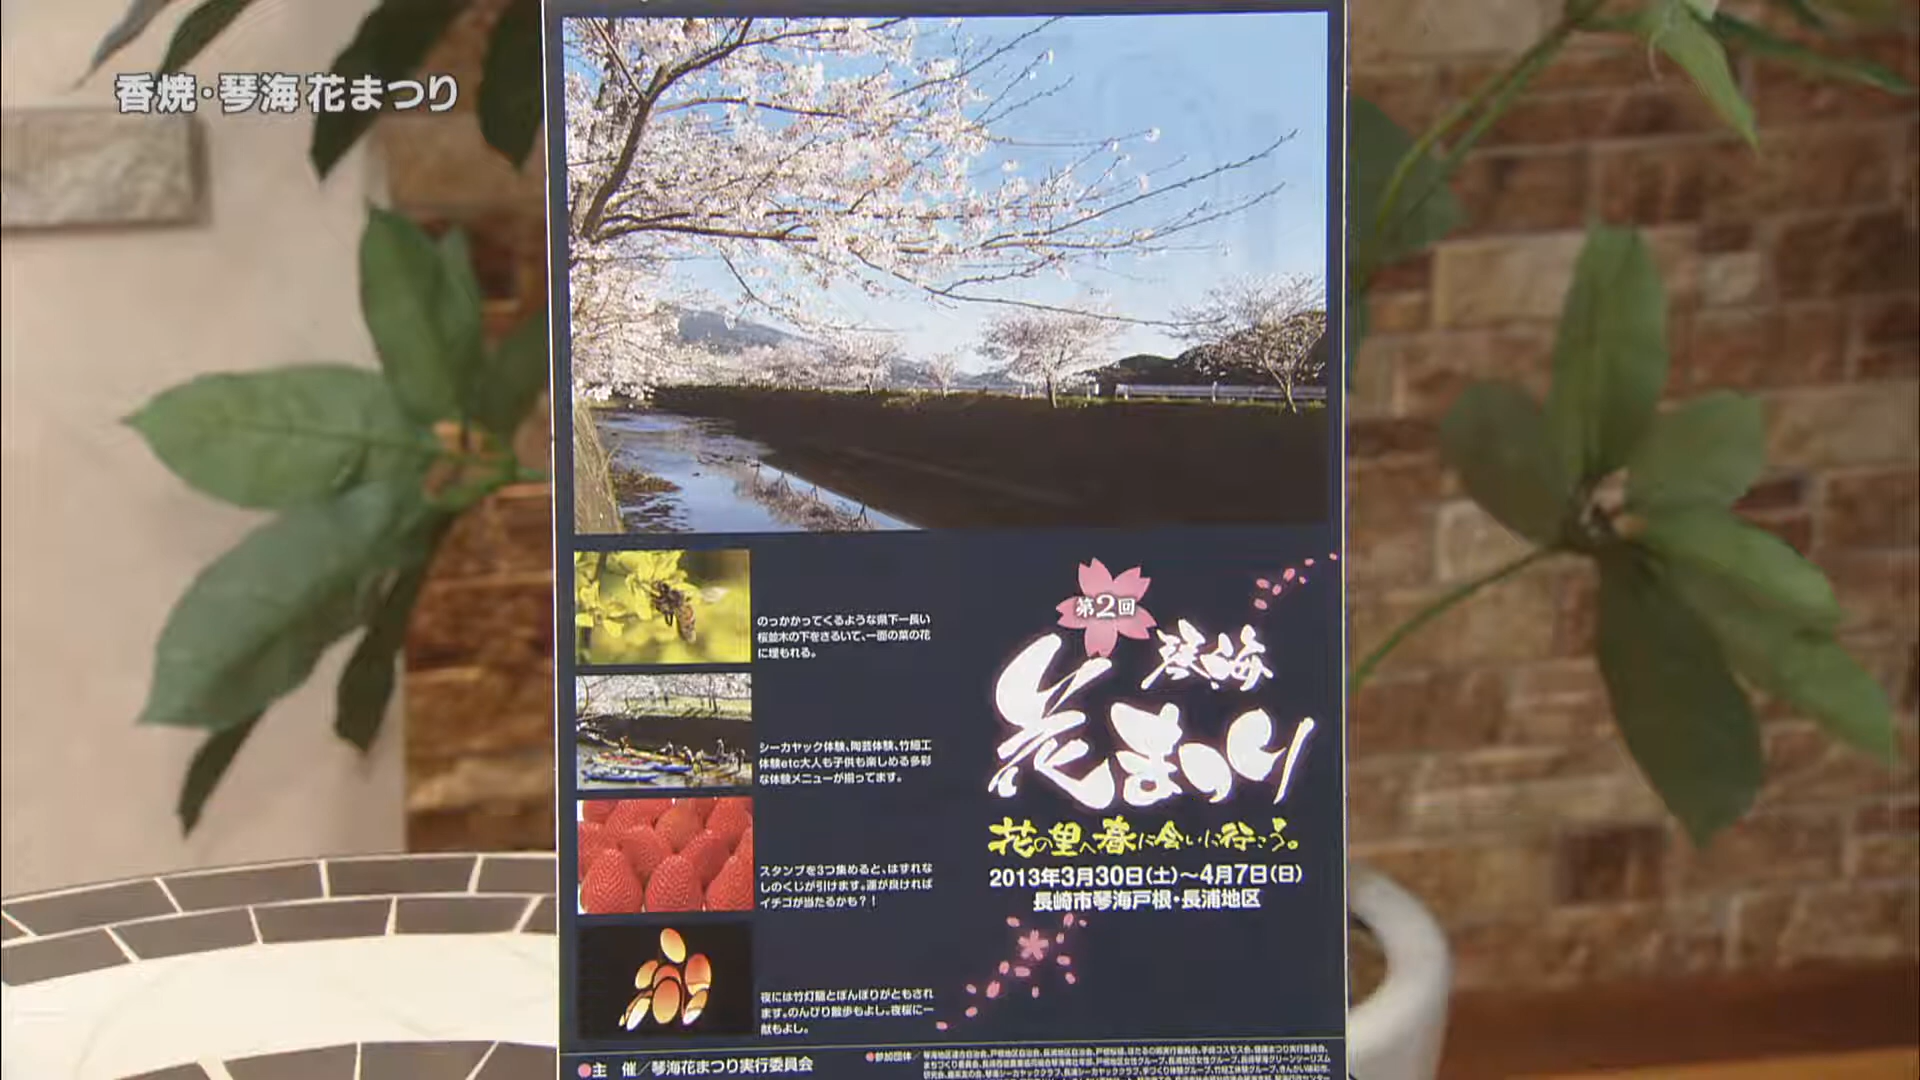 香焼・琴海 花まつり
第2回
琴海
花まつり
花の里へ春に会いに行こう。
2013年3月30日(土)～4月7日(日)
長崎市琴海戸根・長浦地区
のっかかってくるような県下一長い
桜並木の下をさるいて、一面の菜の花
に埋もれる。
シーカヤック体験、陶芸体験、竹細工
体験etc大人も子供も楽しめる多彩
な体験メニューが揃ってます。
スタンプを3つ集めると、はずれな
しのくじが引けます。運が良ければ
イチゴが当たるかも？！
夜には竹灯籠とぼんぼりがともされ
ます。のんびり散歩もよし。夜桜に一
献もよし。
●主 催／琴海花まつり実行委員会
●参加団体／